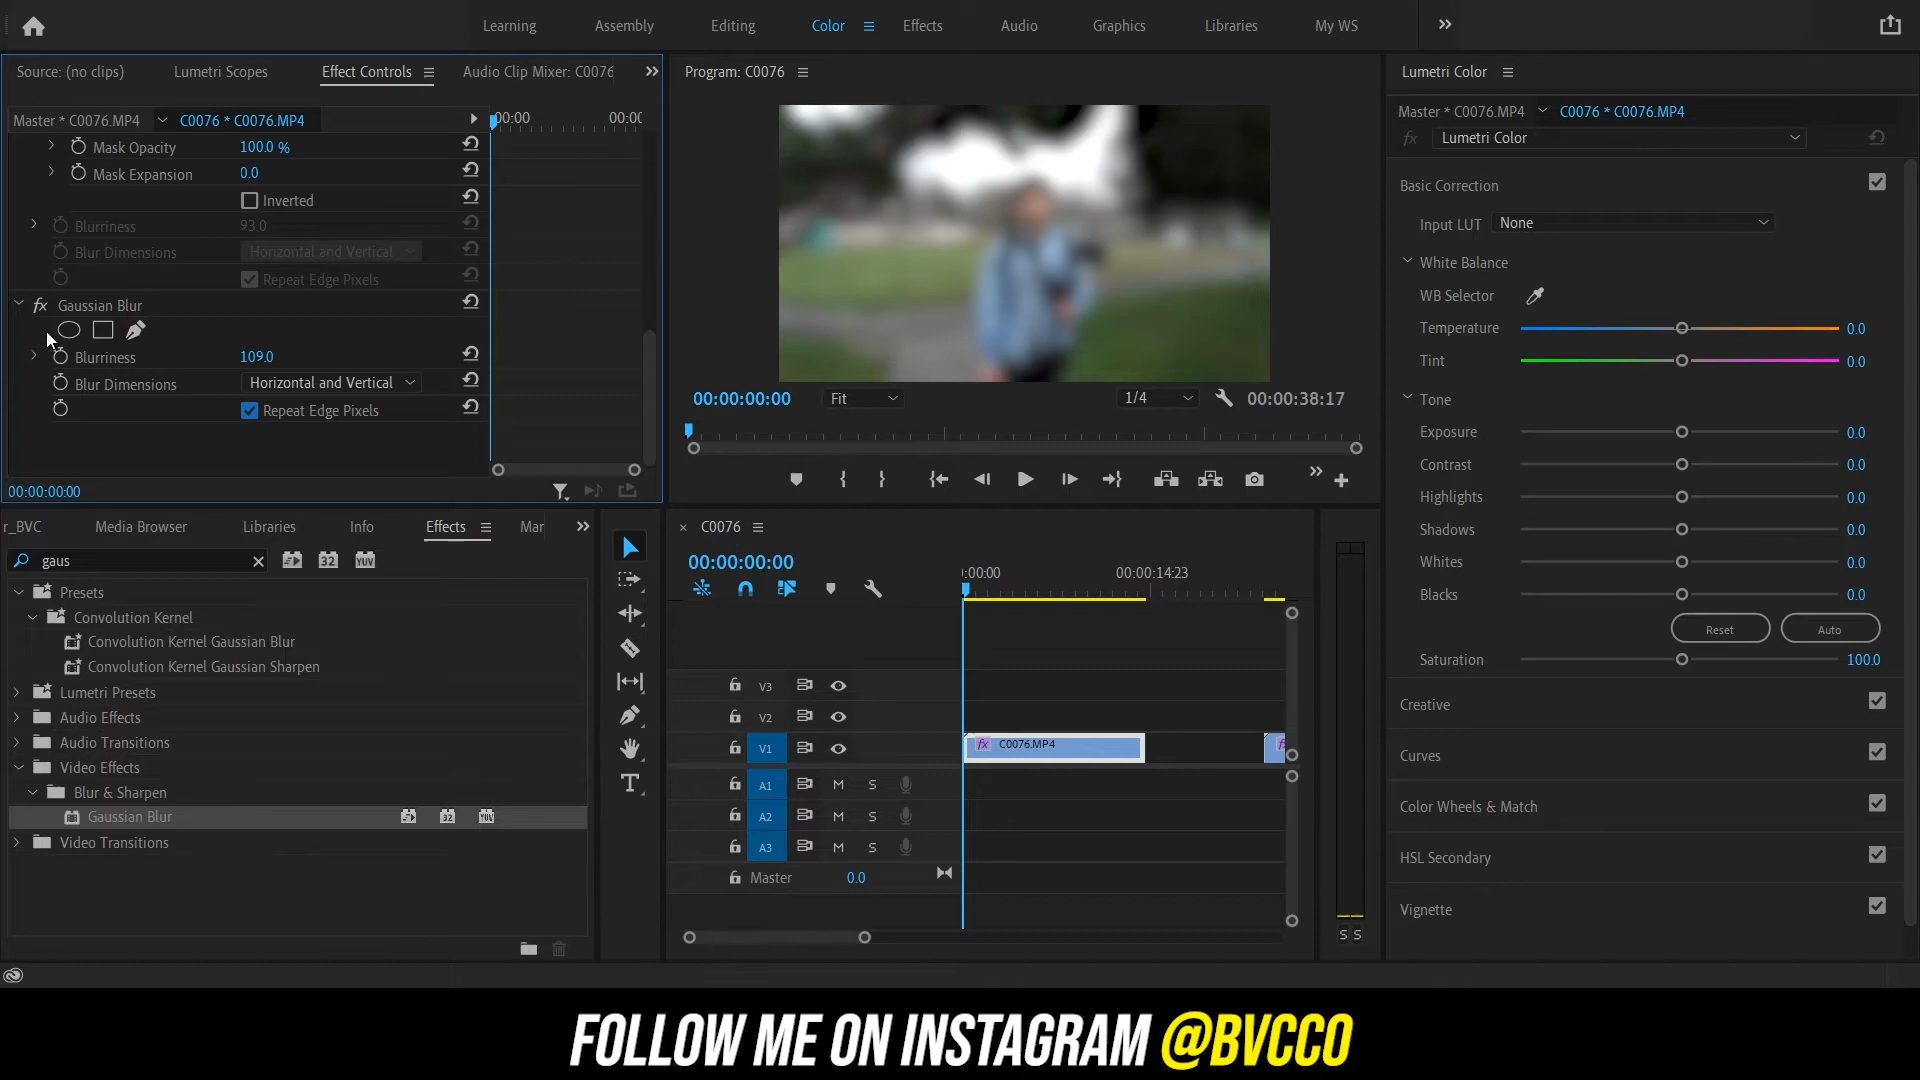 Learning
Assembly
Editing
Color
Effects
Audio
Graphics
Libraries
My WS
Source: (no clips)
Lumetri Scopes
Effect Controls
Audio Clip Mixer: C0076
Master * C0076.MP4
C0076 * C0076.MP4
00:00
Mask Opacity
100.0 %
Mask Expansion
0.0
Inverted
Blurriness
93.0
Blur Dimensions
Horizontal and Vertical
Repeat Edge Pixels
fx Gaussian Blur
Blurriness
109.0
Blur Dimensions
Horizontal and Vertical
Repeat Edge Pixels
00:00:00:00
Program: C0076
00:00:00:00
Fit
1/4
00:00:38:17
Lumetri Color
Master * C0076.MP4
C0076 * C0076.MP4
fx Lumetri Color
Basic Correction
Input LUT
None
White Balance
WB Selector
Temperature
0.0
Tint
0.0
Tone
Exposure
0.0
Contrast
0.0
Highlights
0.0
Shadows
0.0
Whites
0.0
Blacks
0.0
Reset
Auto
Saturation
100.0
Creative
Curves
Color Wheels & Match
HSL Secondary
Vignette
r_BVC
Media Browser
Libraries
Info
Effects
Mar
gaus
32
YUV
Presets
Convolution Kernel
Convolution Kernel Gaussian Blur
Convolution Kernel Gaussian Sharpen
Lumetri Presets
Audio Effects
Audio Transitions
Video Effects
Blur & Sharpen
Gaussian Blur
32
YUV
Video Transitions
C0076
00:00:00:00
:00:00
00:00:14:23
V3
V2
V1
fx C0076.MP4
A1
M
S
A2
M
S
A3
M
S
Master
0.0
S S
FOLLOW ME ON INSTAGRAM @BVCCO